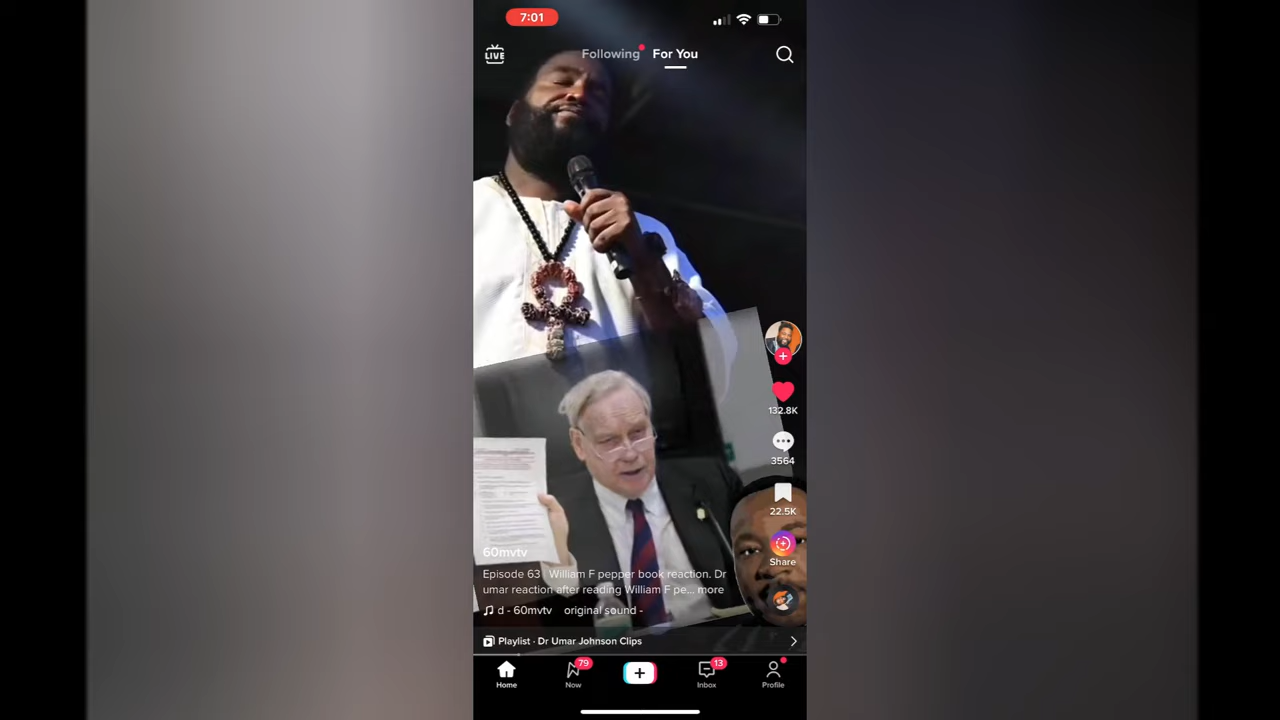 7:01
LIVE
Following
For You
132.8K
3564
22.5K
60mvtv
Share
Episode 63 William F pepper book reaction. Dr
umar reaction after reading William F pe... more
d - 60mvtv original sound -
Playlist · Dr Umar Johnson Clips
79
13
Home
Now
Inbox
Profile